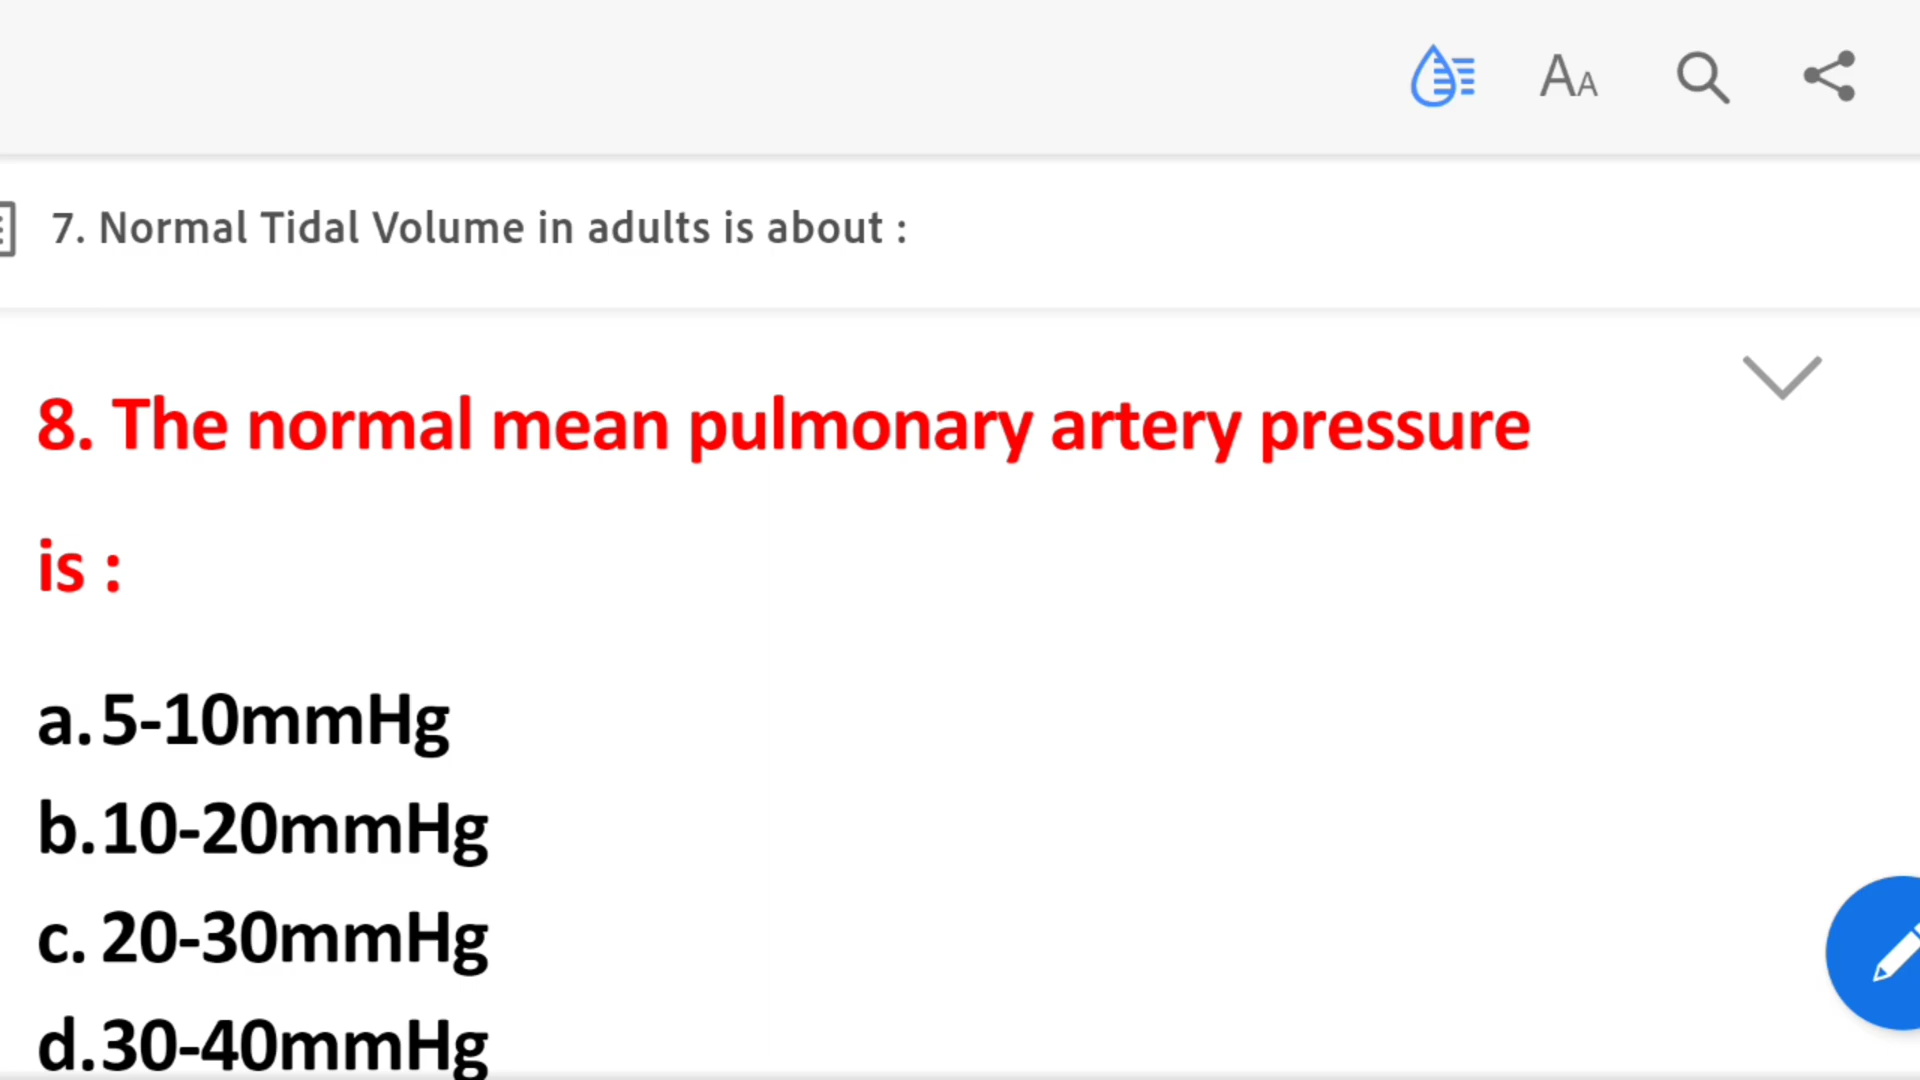 AA
7. Normal Tidal Volume in adults is about :
8. The normal mean pulmonary artery pressure
is :
a. 5-10mmHg
b. 10-20mmHg
c. 20-30mmHg
d. 30-40mmHg